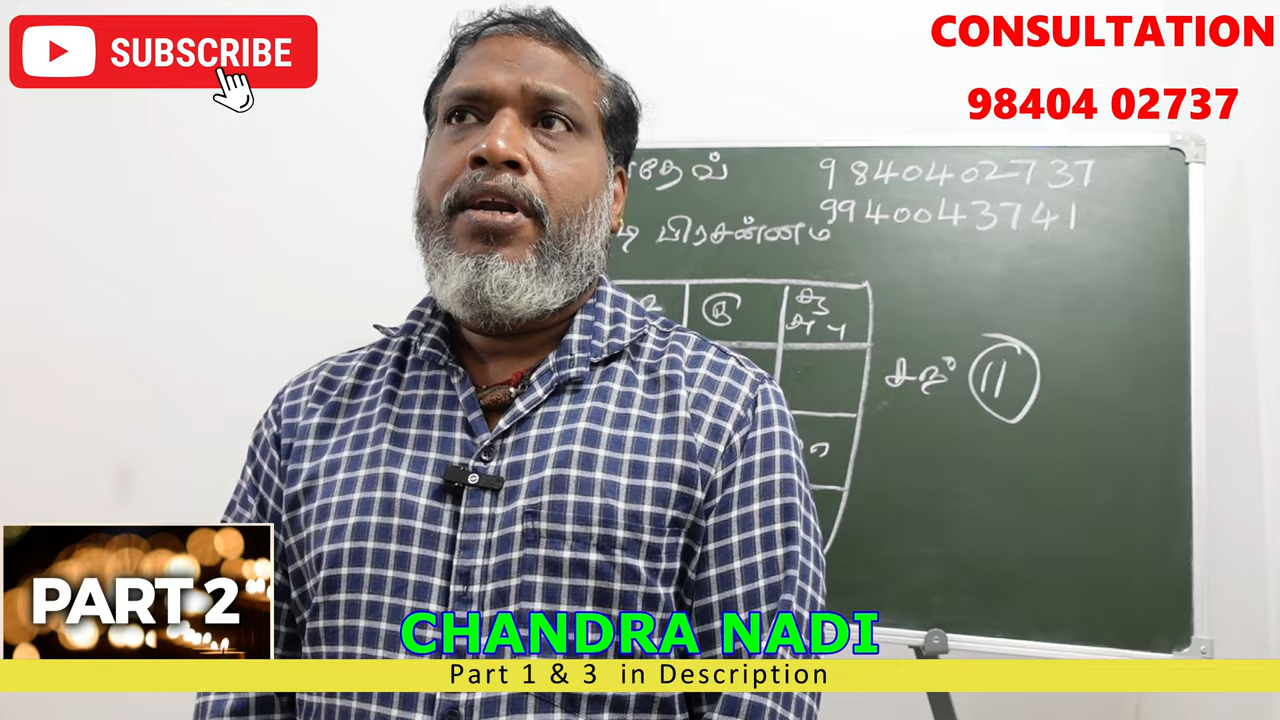 SUBSCRIBE
CONSULTATION
98404 02737
தேவ் 9840402737
டி பிரசன்னம் 9940043741
சூ
11
PART 2
CHANDRA NADI
Part 1 & 3 in Description